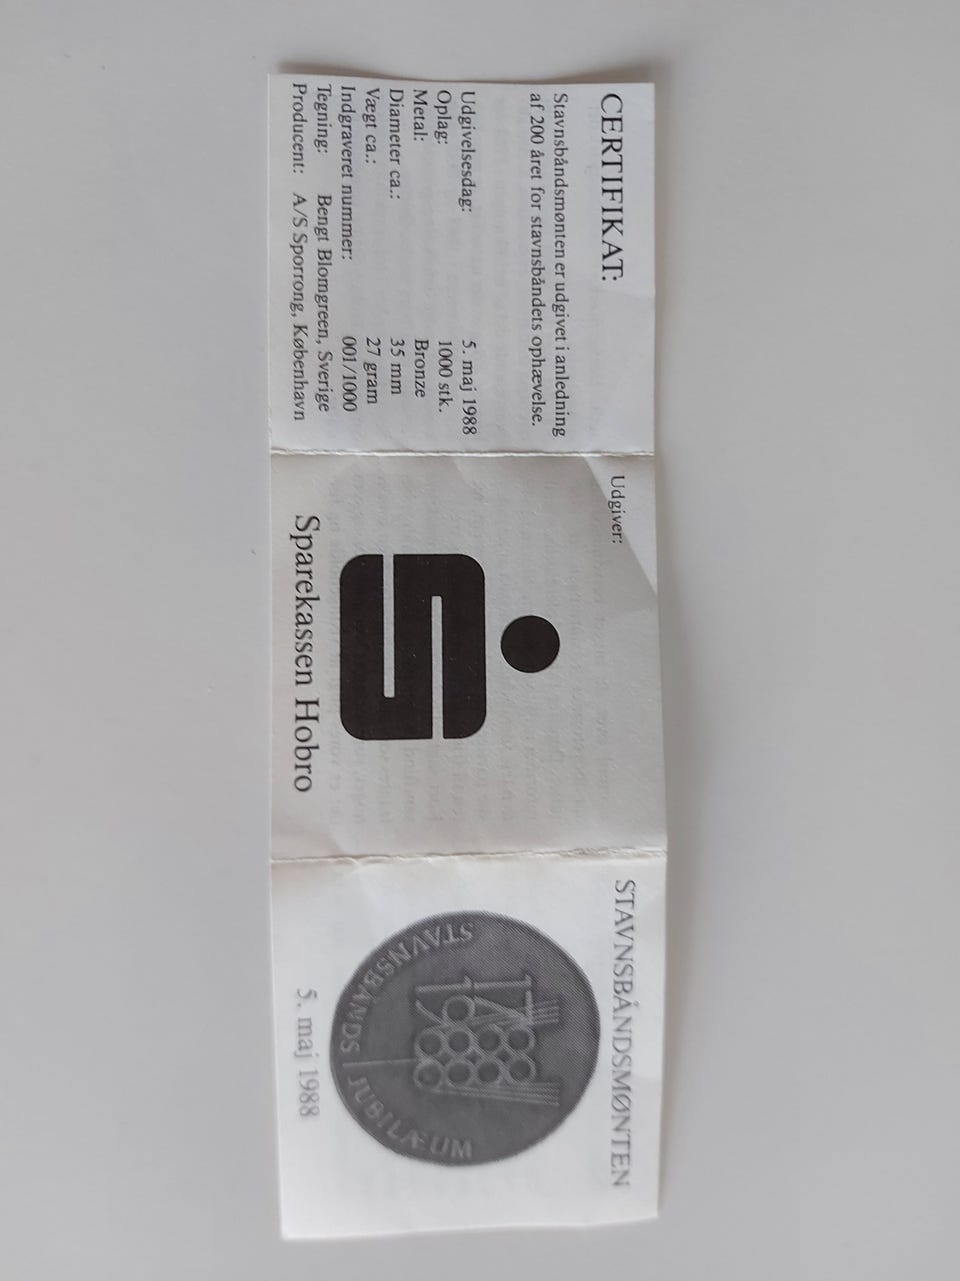 CERTIFIKAT:
Stavnsbåndsmønten er udgivet i anledning
af 200 året for stavnsbåndets ophævelse.
Udgivelsesdag: 5. maj 1988
Oplag: 1000 stk.
Metal: Bronze
Diameter ca.: 35 mm
Vægt ca.: 27 gram
Indgraveret nummer: 001/1000
Tegning: Bengt Blomgreen, Sverige
Producent: A/S Sporrong, København
Udgiver:
Sparekassen Hobro
STAVNSBÅNDSMØNTEN
1788
1988
STAVNSBÅNDS JUBILÆUM
5. maj 1988